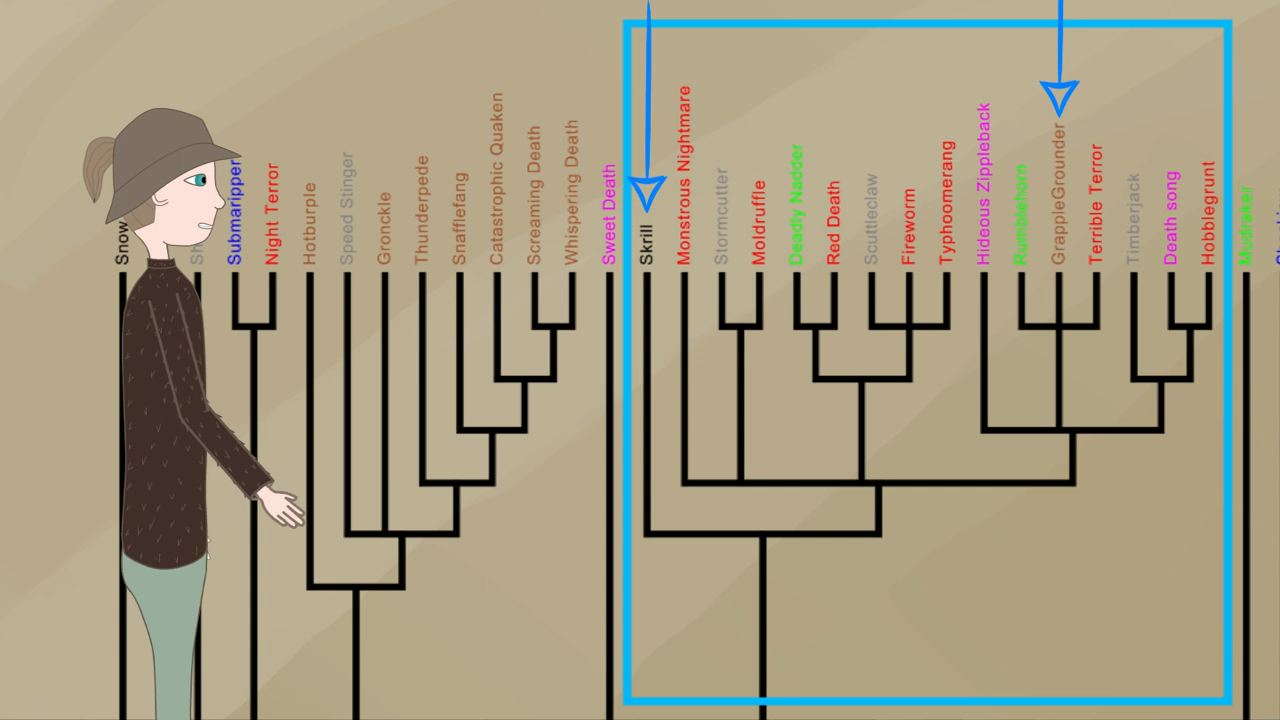 Snow
Submaripper
Night Terror
Hotburple
Speed Stinger
Gronckle
Thunderpede
Snafflefang
Catastrophic Quaken
Screaming Death
Whispering Death
Sweet Death
Skrill
Monstrous Nightmare
Stormcutter
Moldruffle
Deadly Nadder
Red Death
Scuttleclaw
Fireworm
Typhoomerang
Hideous Zippleback
Rumblehorn
GrappleGrounder
Terrible Terror
Timberjack
Death song
Hobblegrunt
Mudraker